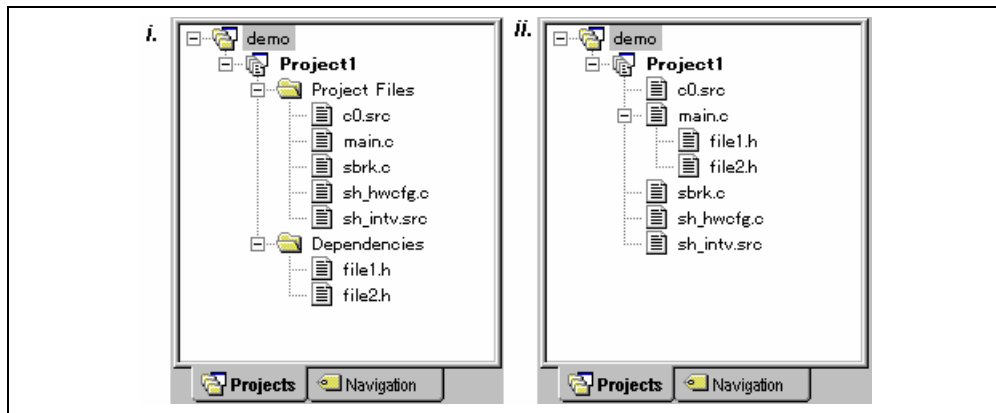 i.
demo
Project1
Project Files
c0.src
main.c
sbrk.c
sh_hwcfg.c
sh_intv.src
Dependencies
file1.h
file2.h
Projects
Navigation
ii.
demo
Project1
c0.src
main.c
file1.h
file2.h
sbrk.c
sh_hwcfg.c
sh_intv.src
Projects
Navigation